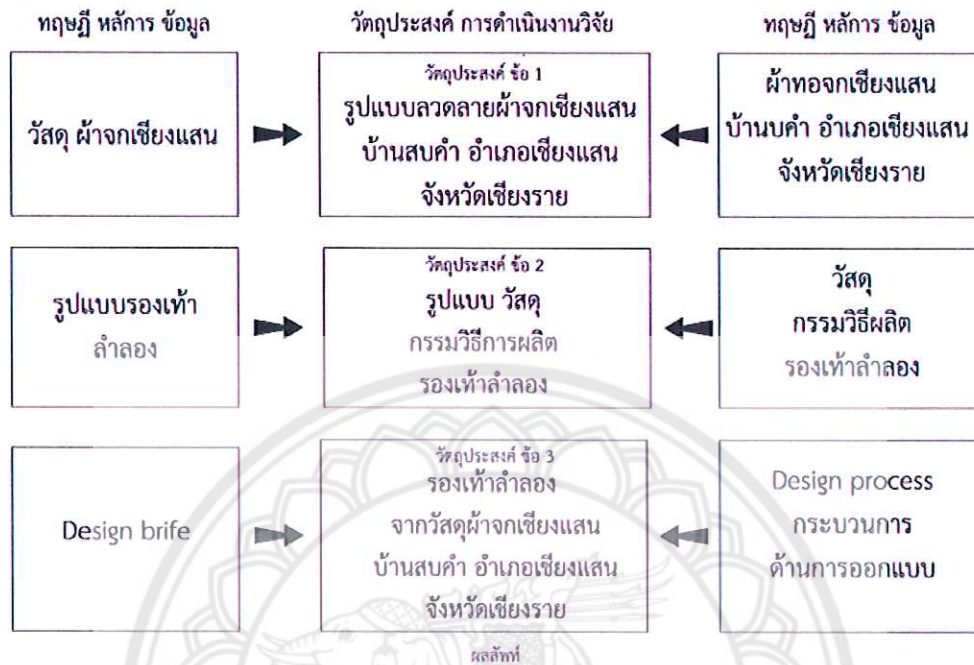 ทฤษฎี หลักการ ข้อมูล
วัตถุประสงค์ การดำเนินงานวิจัย
ทฤษฎี หลักการ ข้อมูล
วัสดุ ผ้าจกเชียงแสน
วัตถุประสงค์ ข้อ 1
รูปแบบลวดลายผ้าจกเชียงแสน
บ้านสบคำ อำเภอเชียงแสน
จังหวัดเชียงราย
ผ้าทอจกเชียงแสน
บ้านบคำ อำเภอเชียงแสน
จังหวัดเชียงราย
รูปแบบรองเท้า
ลำลอง
วัตถุประสงค์ ข้อ 2
รูปแบบ วัสดุ
กรรมวิธีการผลิต
รองเท้าลำลอง
วัสดุ
กรรมวิธีผลิต
รองเท้าลำลอง
Design brife
วัตถุประสงค์ ข้อ 3
รองเท้าลำลอง
จากวัสดุผ้าจกเชียงแสน
บ้านสบคำ อำเภอเชียงแสน
จังหวัดเชียงราย
Design process
กระบวนการ
ด้านการออกแบบ
ผลลัพท์